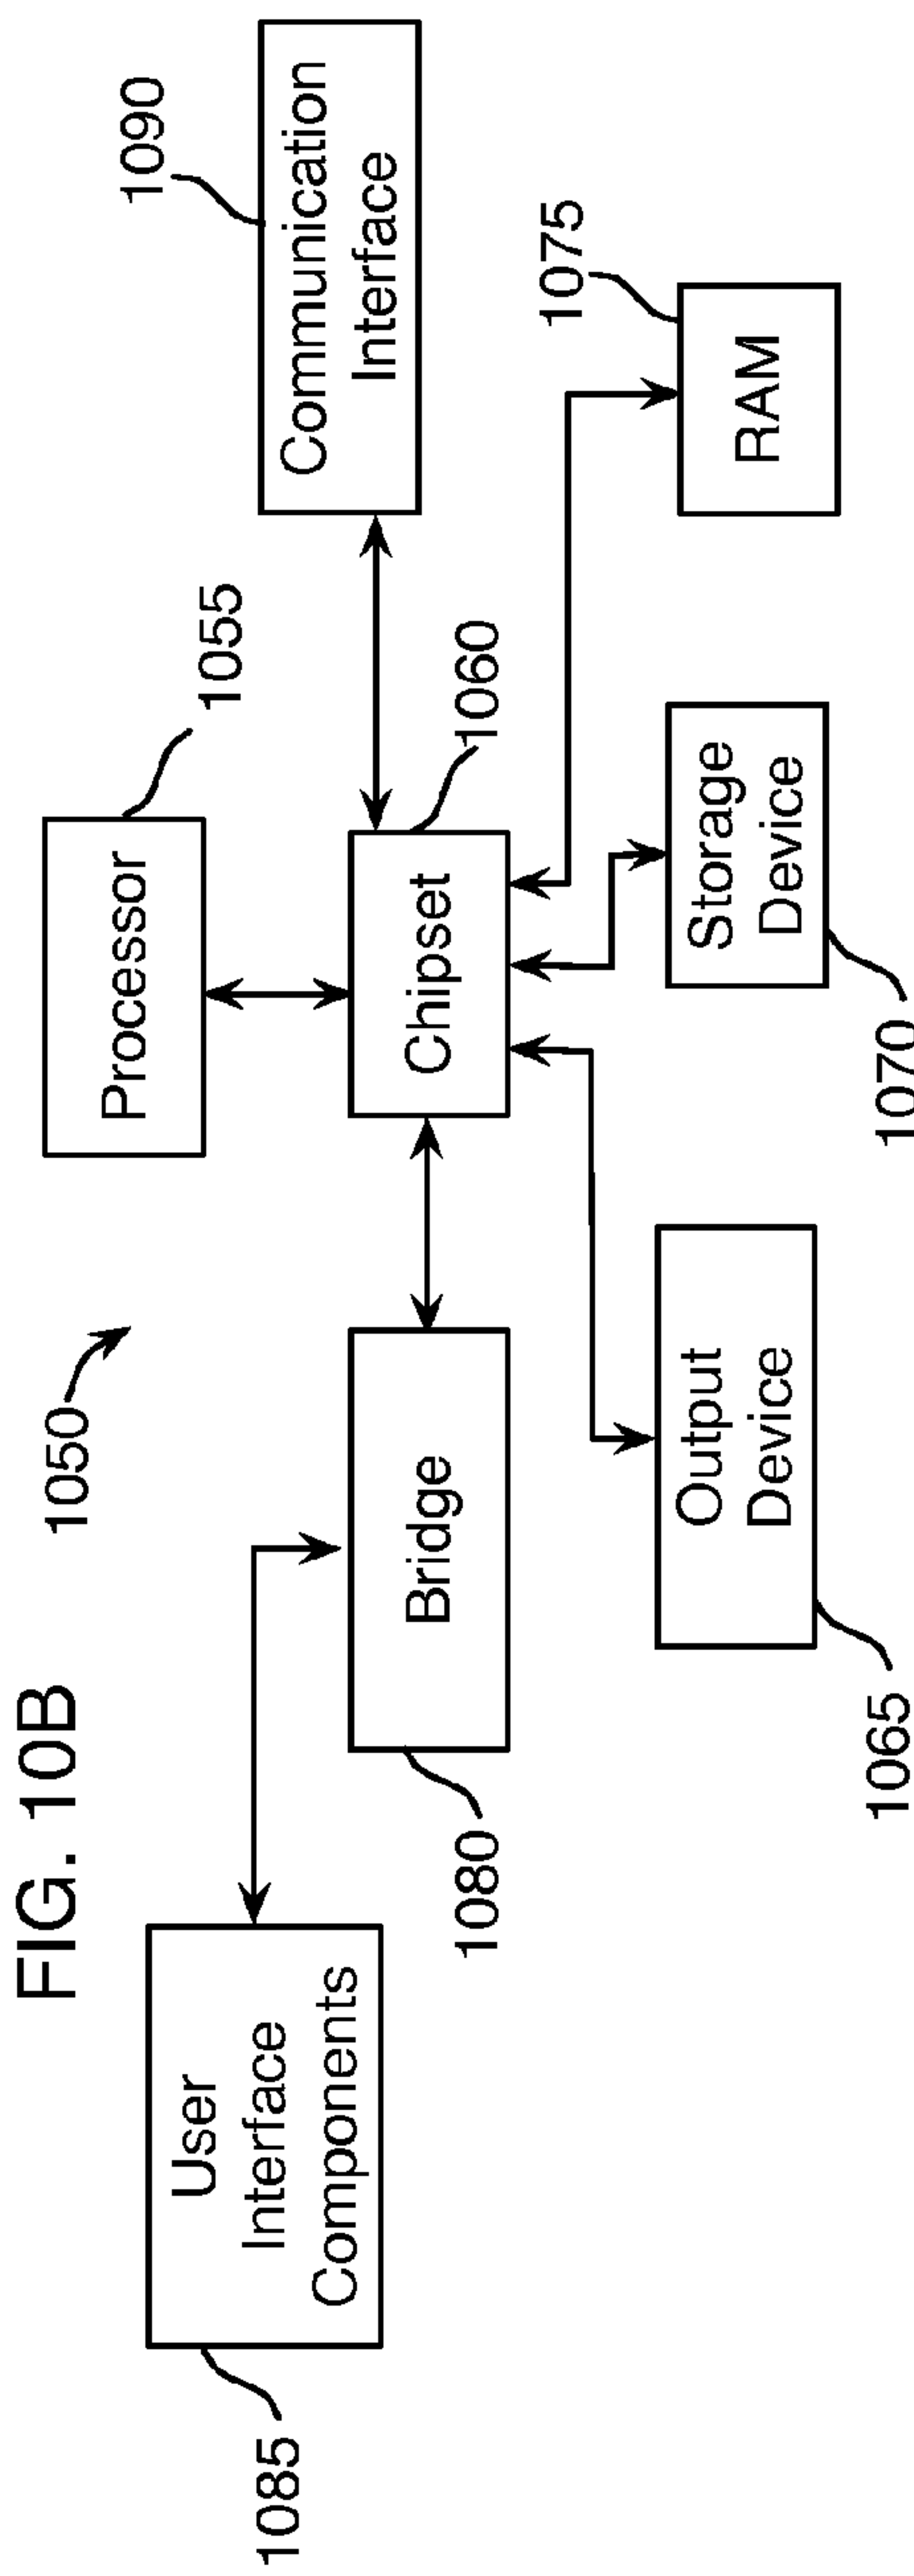 FIG. 10B
1050
User
Interface
Components
1085
Bridge
1080
Processor
1055
Chipset
1060
Communication
Interface
1090
Output
Device
1065
Storage
Device
1070
RAM
1075